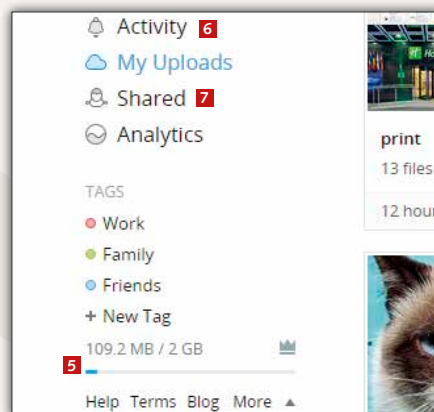 Activity 6
My Uploads
Shared 7
Analytics
print
13 files
12 hour
TAGS
Work
Family
Friends
+ New Tag
109.2 MB / 2 GB
5
Help Terms Blog More